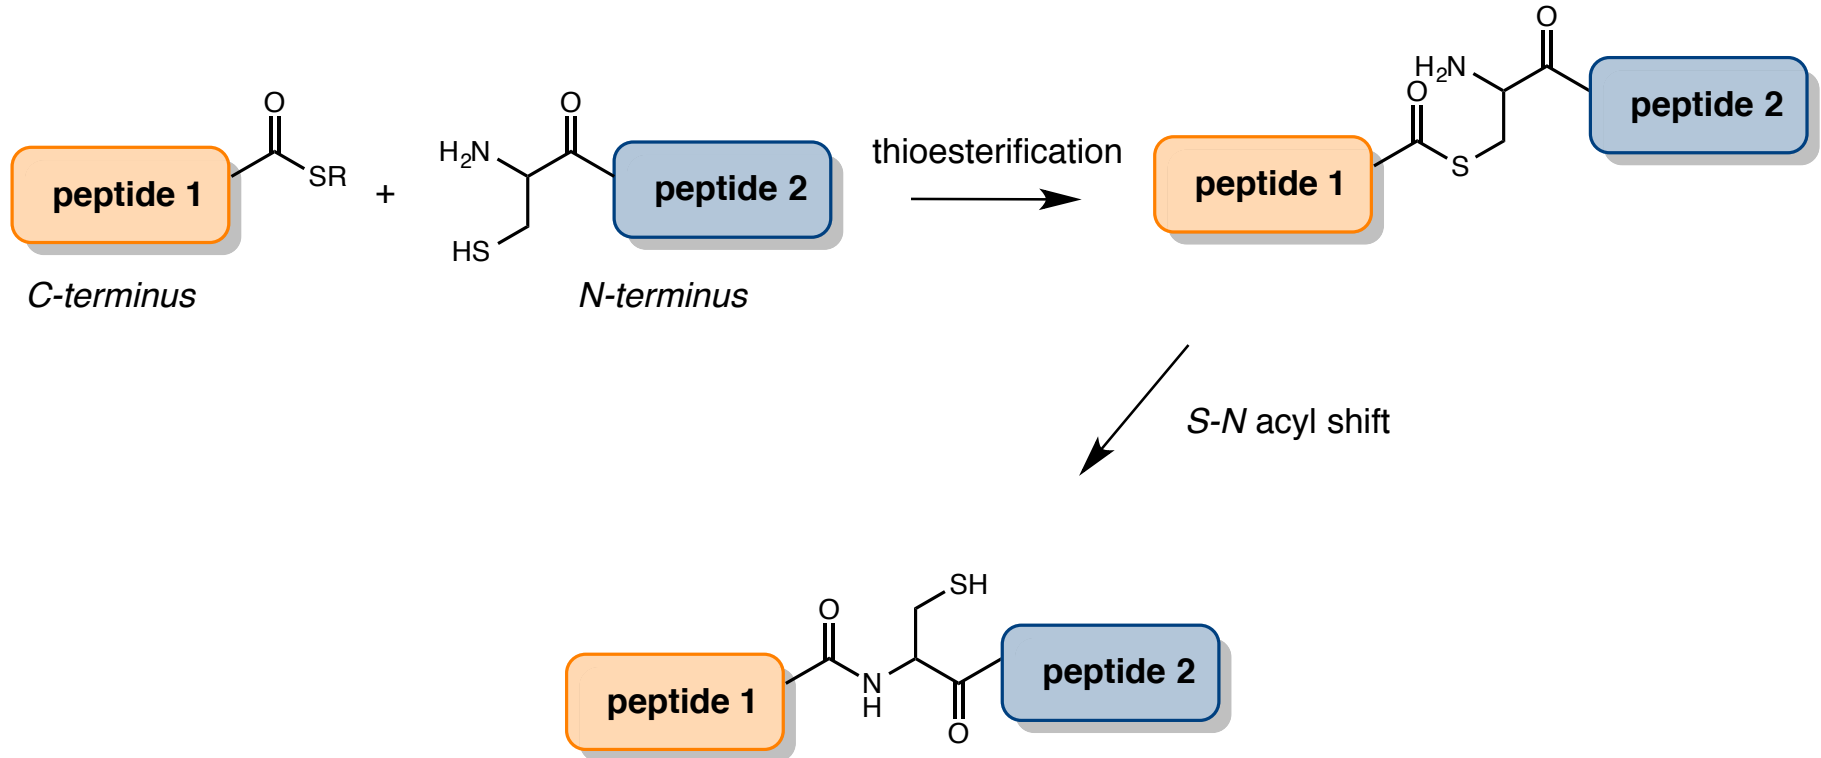 O
SR
peptide 1
C-terminus
+
O
H₂N
HS
peptide 2
N-terminus
thioesterification
O
H₂N
O
S
peptide 1
peptide 2
S-N acyl shift
SH
O
N
H
O
peptide 1
peptide 2